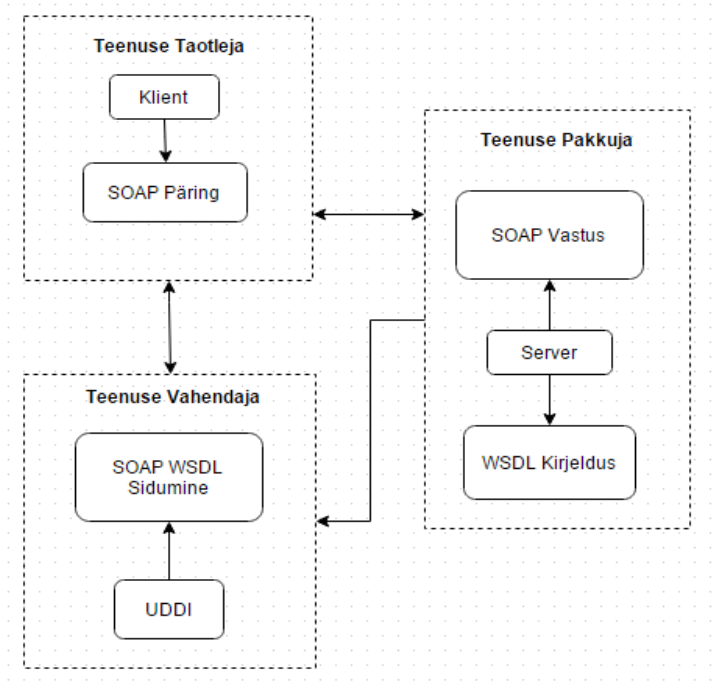 Teenuse Taotleja
Klient
SOAP Päring
Teenuse Pakkuja
SOAP Vastus
Server
WSDL Kirjeldus
Teenuse Vahendaja
SOAP WSDL
Sidumine
UDDI